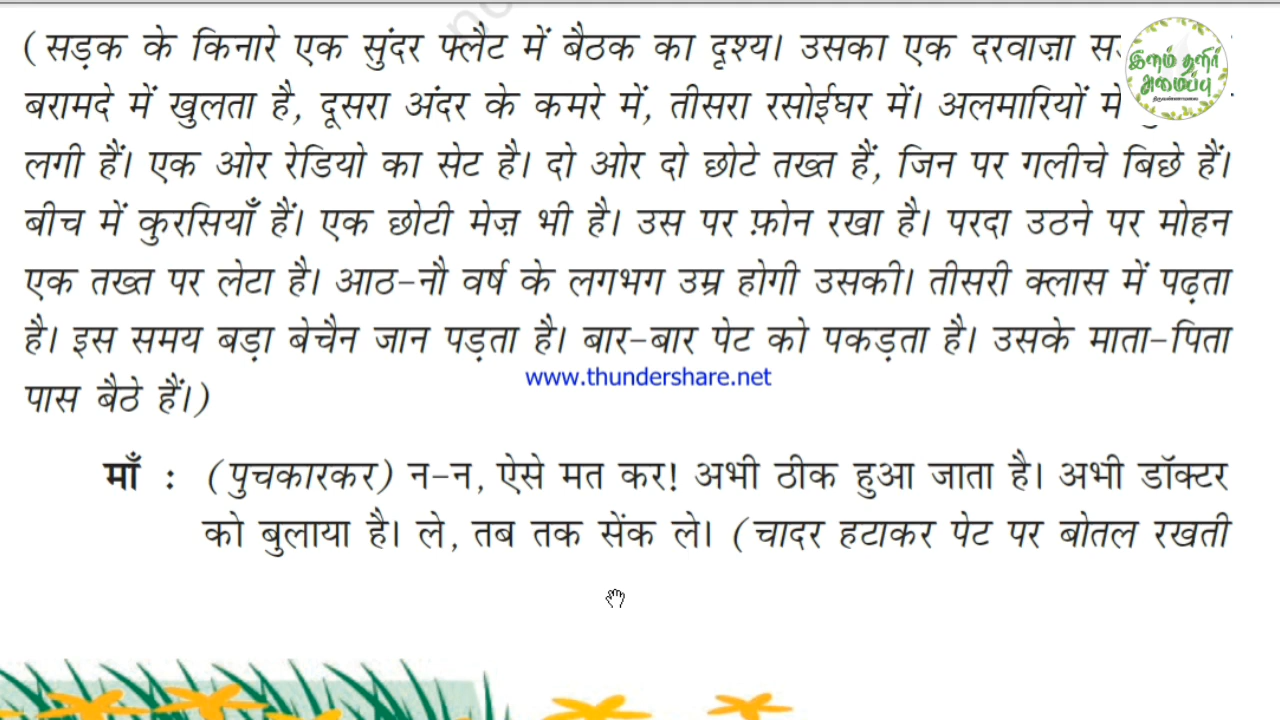 (सड़क के किनारे एक सुंदर फ्लैट में बैठक का दृश्य। उसका एक दरवाज़ा
இளம் தளிர்
அமைப்பு
बरामदे में खुलता है, दूसरा अंदर के कमरे में, तीसरा रसोईघर में। अलमारियों में
लगी हैं। एक ओर रेडियो का सेट है। दो ओर दो छोटे तख्त हैं, जिन पर गलीचे बिछे हैं।
बीच में कुरसियाँ हैं। एक छोटी मेज़ भी है। उस पर फ़ोन रखा है। परदा उठने पर मोहन
एक तख्त पर लेटा है। आठ-नौ वर्ष के लगभग उम्र होगी उसकी। तीसरी क्लास में पढ़ता
है। इस समय बड़ा बेचैन जान पड़ता है। बार-बार पेट को पकड़ता है। उसके माता-पिता
www.thundershare.net
पास बैठे हैं।)
माँ : (पुचकारकर) न-न, ऐसे मत कर! अभी ठीक हुआ जाता है। अभी डॉक्टर
को बुलाया है। ले, तब तक सेंक ले। (चादर हटाकर पेट पर बोतल रखती